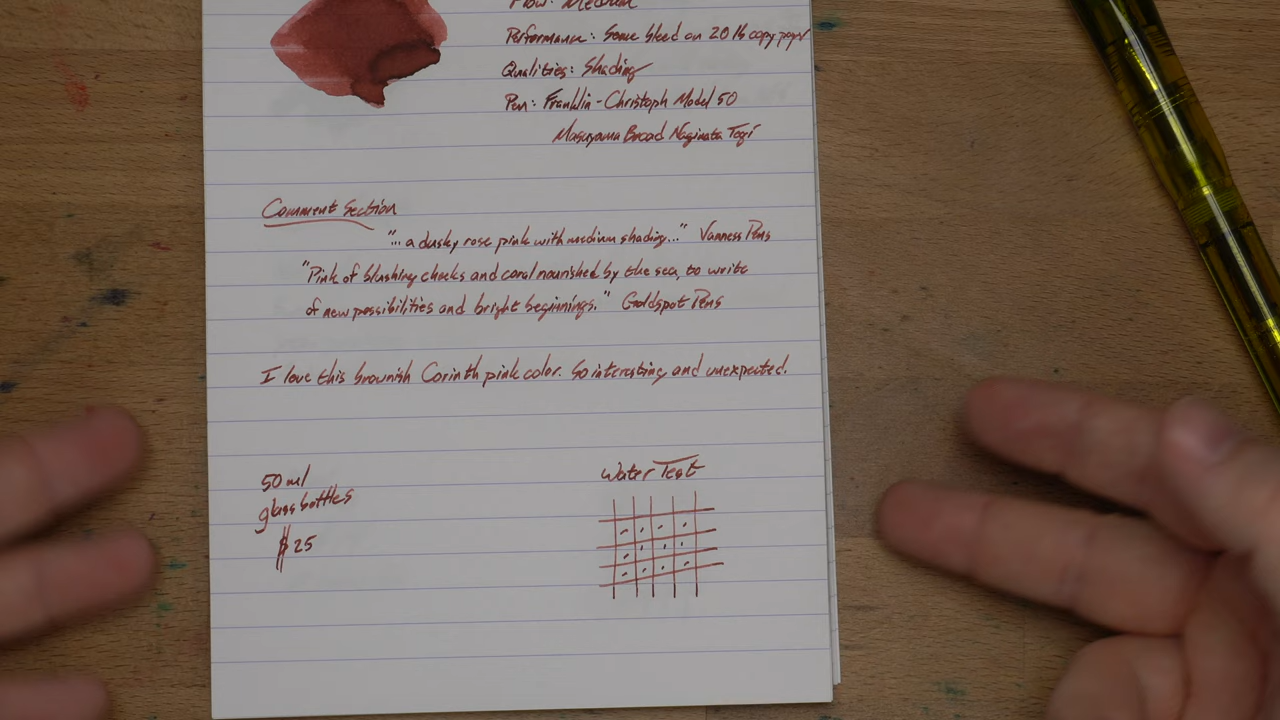 Flow: Medium
Performance: Some bleed on 20 lb copy paper
Qualities: Shading
Pen: Franklin-Christoph Model 50
Masuyama Broad Naginata Togi
Comment Section
"... a dusky rose pink with medium shading..." Vanness Pens
"Pink of blushing cheeks and coral nourished by the sea, to write
of new possibilities and bright beginnings." Goldspot Pens
I love this brownish Corinth pink color. So interesting and unexpected.
50 ml
glass bottles
$25
Water Test